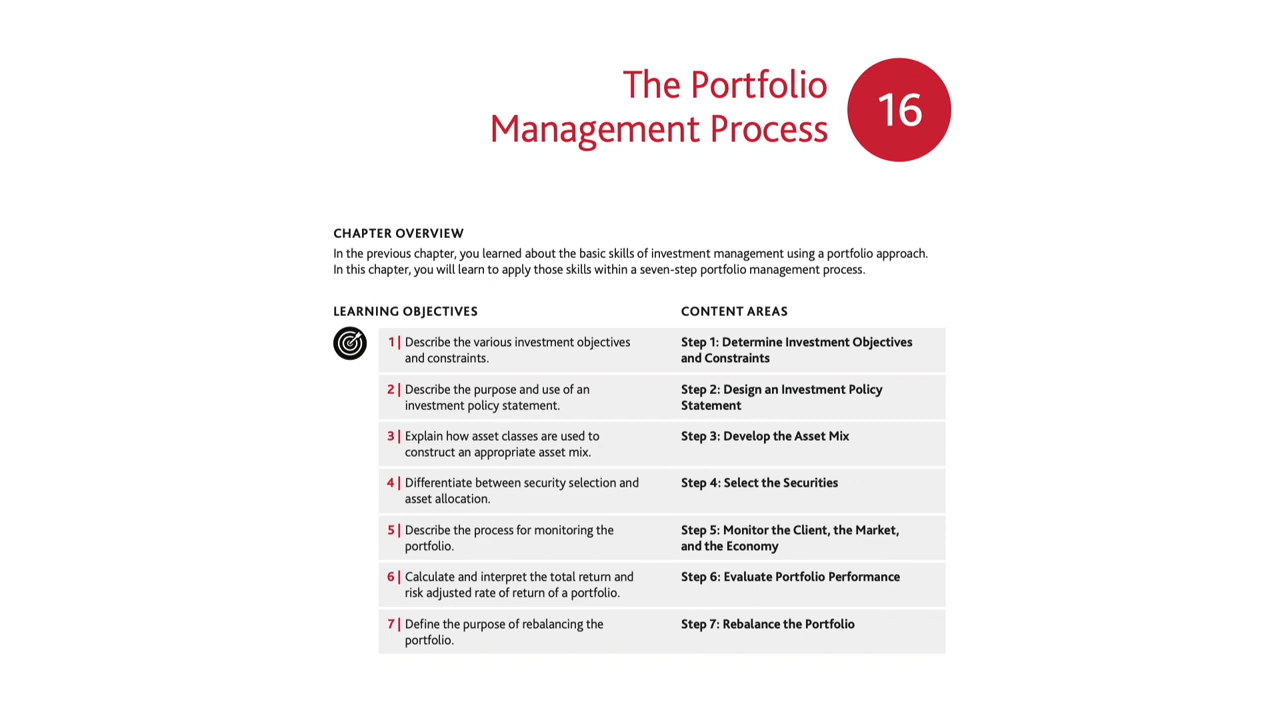 The Portfolio
Management Process
16
CHAPTER OVERVIEW
In the previous chapter, you learned about the basic skills of investment management using a portfolio approach.
In this chapter, you will learn to apply those skills within a seven-step portfolio management process.
LEARNING OBJECTIVES
CONTENT AREAS
1 | Describe the various investment objectives
and constraints.
Step 1: Determine Investment Objectives
and Constraints
2 | Describe the purpose and use of an
investment policy statement.
Step 2: Design an Investment Policy
Statement
3 | Explain how asset classes are used to
construct an appropriate asset mix.
Step 3: Develop the Asset Mix
4 | Differentiate between security selection and
asset allocation.
Step 4: Select the Securities
5 | Describe the process for monitoring the
portfolio.
Step 5: Monitor the Client, the Market,
and the Economy
6 | Calculate and interpret the total return and
risk adjusted rate of return of a portfolio.
Step 6: Evaluate Portfolio Performance
7 | Define the purpose of rebalancing the
portfolio.
Step 7: Rebalance the Portfolio